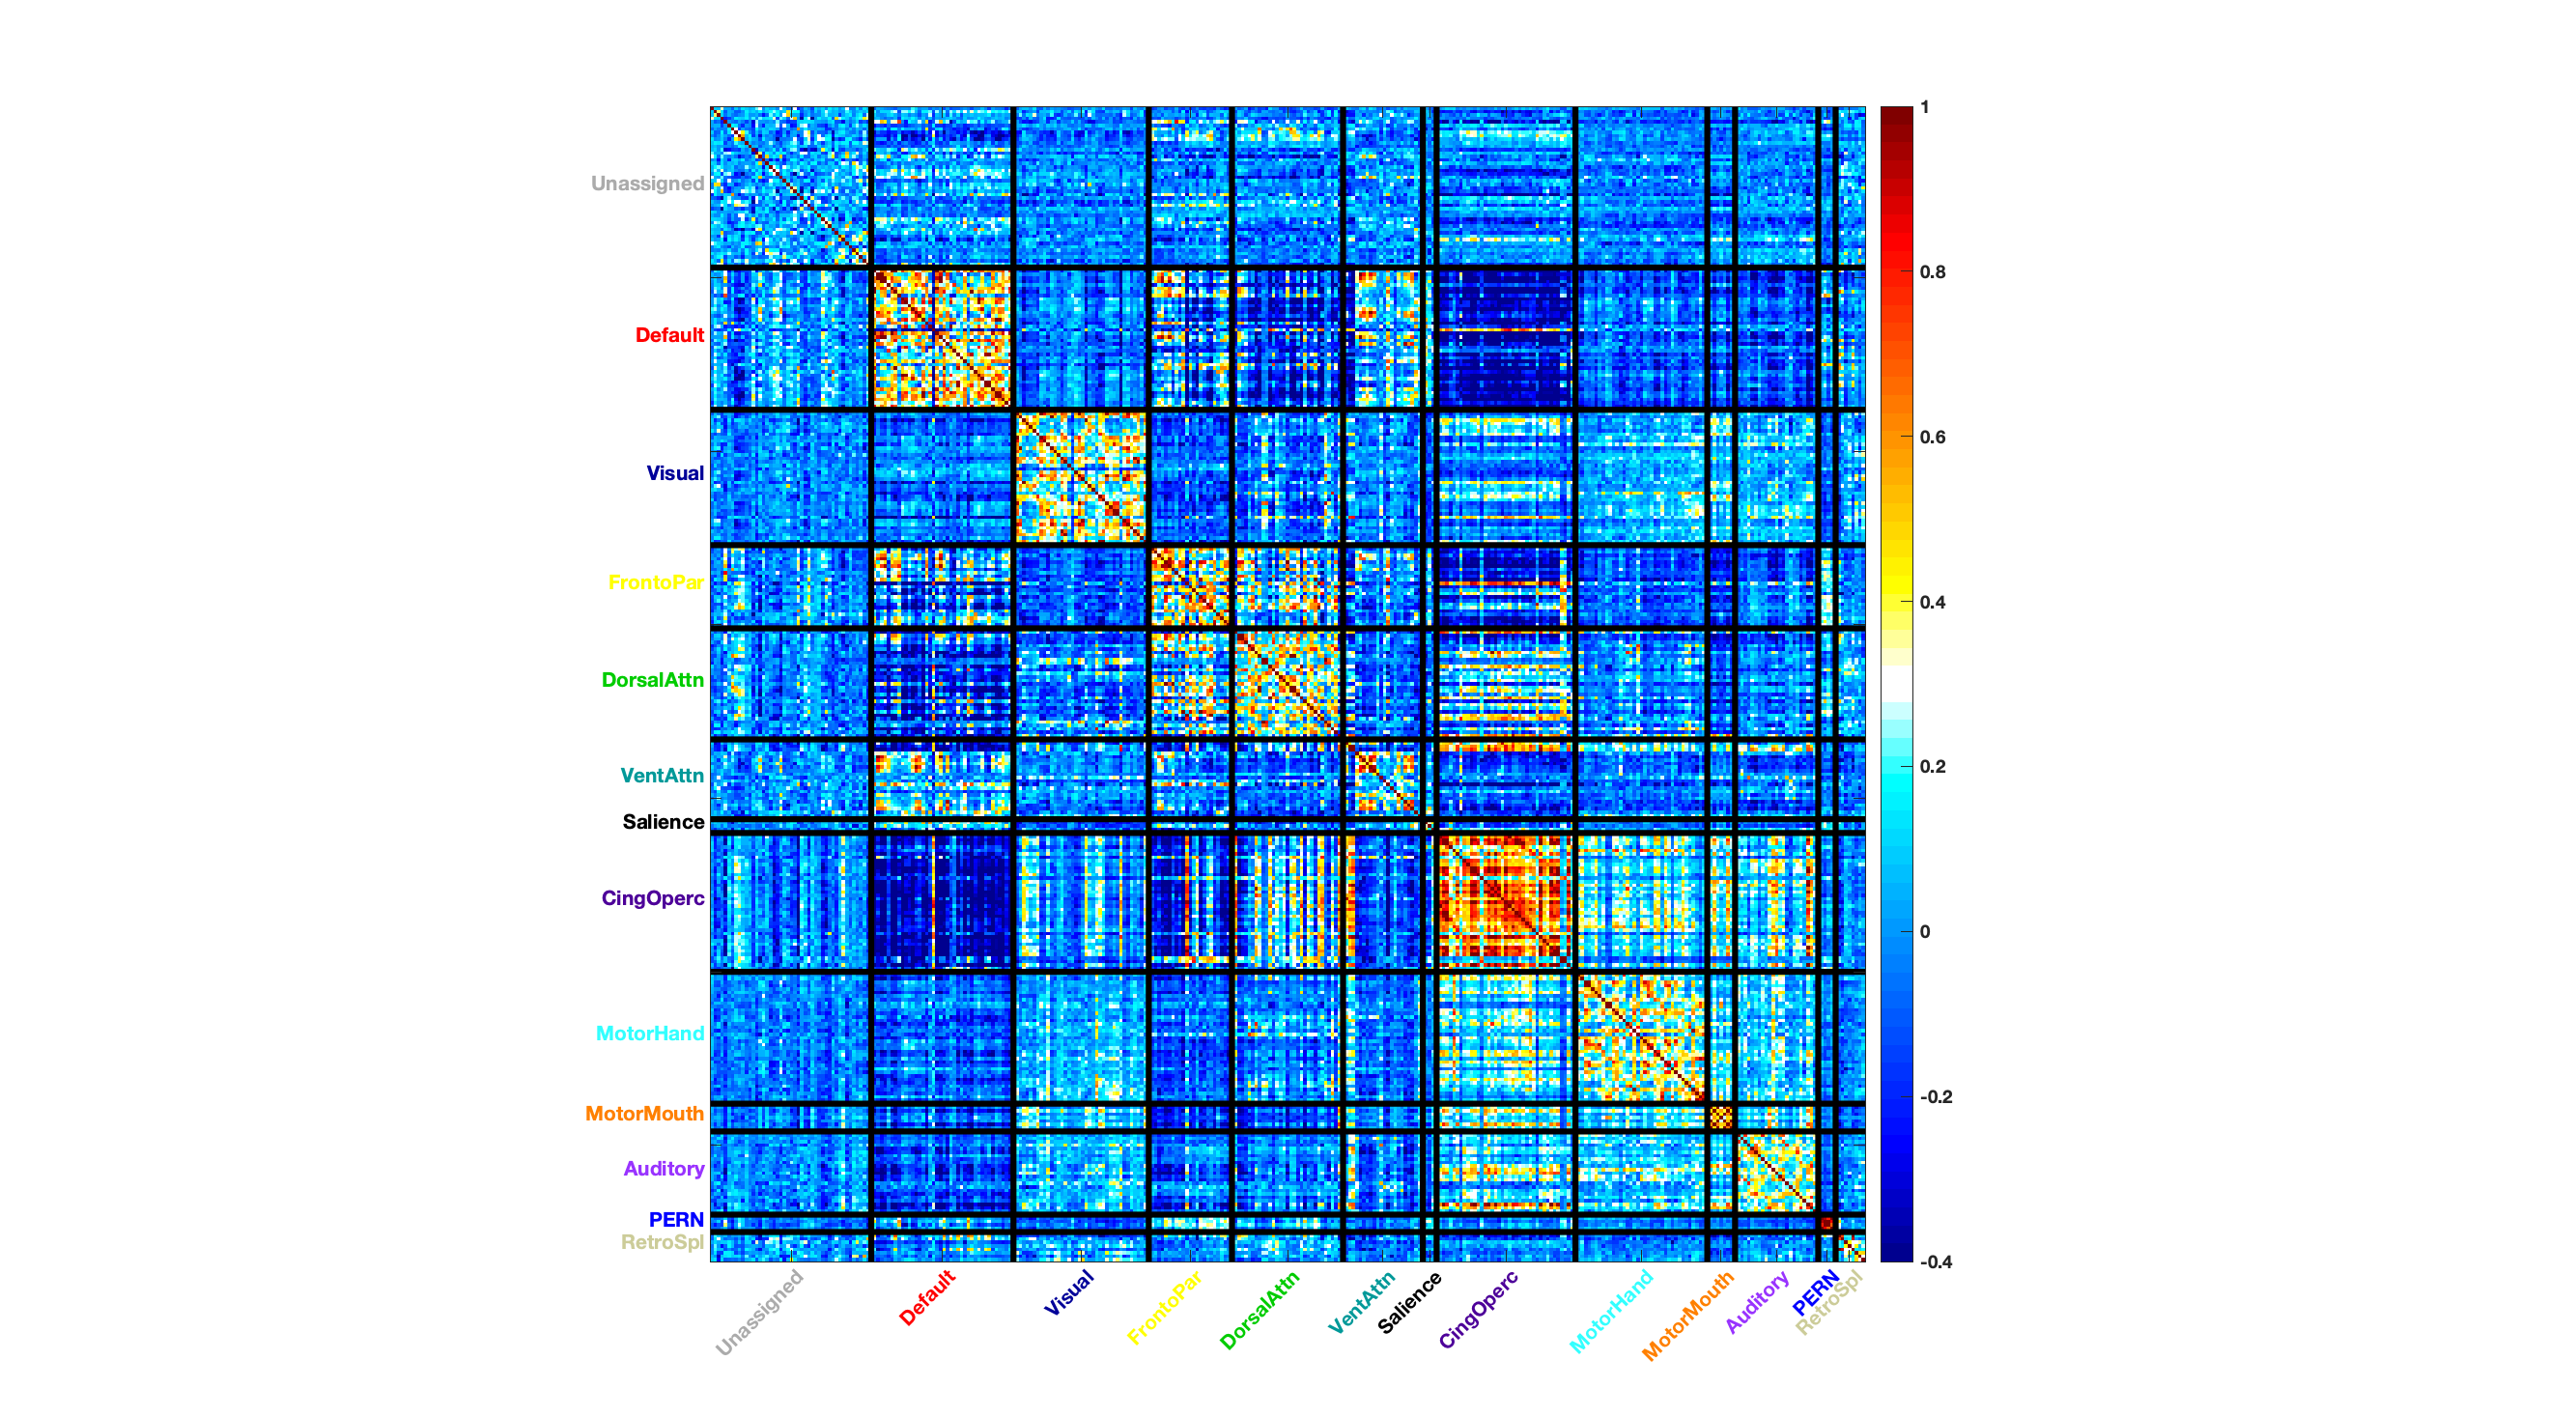 Unassigned
Default
Visual
FrontoPar
DorsalAttn
VentAttn
Salience
CingOperc
MotorHand
MotorMouth
Auditory
PERN
RetroSpl
Unassigned
Default
Visual
FrontoPar
DorsalAttn
VentAttn
Salience
CingOperc
MotorHand
MotorMouth
Auditory
PERN
RetroSpl
1
0.8
0.6
0.4
0.2
0
-0.2
-0.4